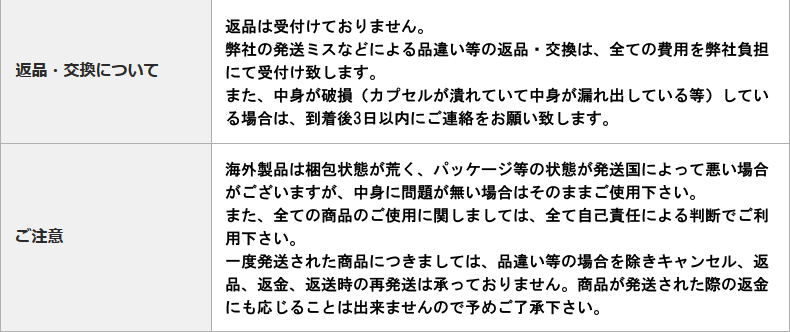 返品・交換について
返品は受付けておりません。
弊社の発送ミスなどによる品違い等の返品・交換は、全ての費用を弊社負担
にて受付け致します。
また、中身が破損（カプセルが潰れていて中身が漏れ出している等）してい
る場合は、到着後3日以内にご連絡をお願い致します。
ご注意
海外製品は梱包状態が荒く、パッケージ等の状態が発送国によって悪い場合
がございますが、中身に問題が無い場合はそのままご使用下さい。
また、全ての商品のご使用に関しましては、全て自己責任による判断でご利
用下さい。
一度発送された商品につきましては、品違い等の場合を除きキャンセル、返
品、返金、返送時の再発送は承っておりません。商品が発送された際の返金
にも応じることは出来ませんので予めご了承下さい。